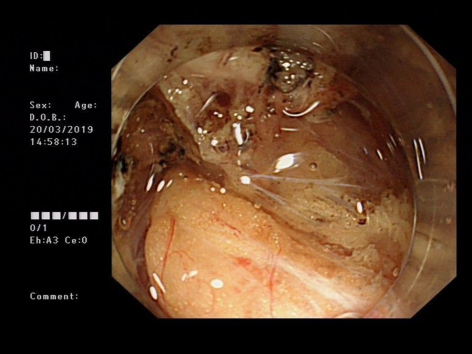 ID:
Name:
Sex: Age:
D.O.B.:
20/03/2019
14:58:13
■■■/■■■
0/1
Eh:A3 Ce:0
Comment: